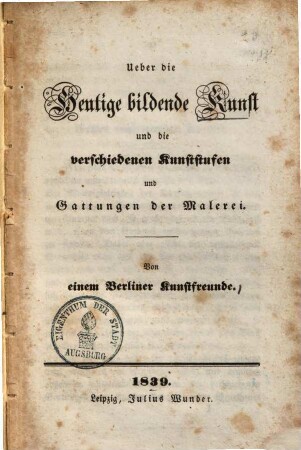 Ueber die
Heutige bildende Kunst
und die
verschiedenen Kunststufen
und
Gattungen der Malerei.
Von
einem Berliner Kunstfreunde.
EIGENTHUM DER STADT
AUGSBURG
1839.
Leipzig, Julius Wunder.